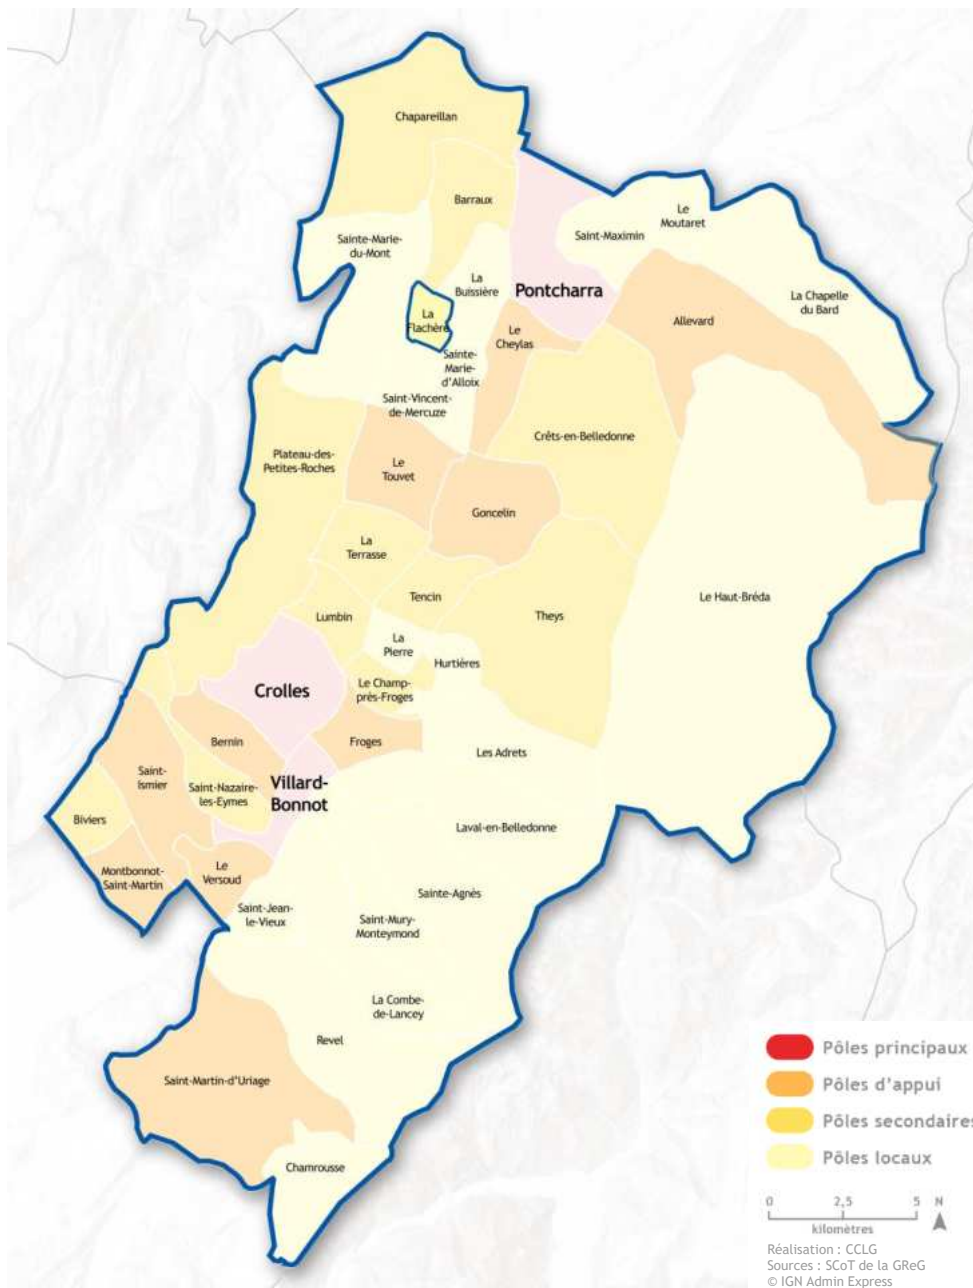 Chapareillan
Barraux
Le
Moutaret
Saint-Maximin
Sainte-Marie-
du-Mont
La
Buissière
Pontcharra
La Chapelle
du Bard
La
Flachère
Allevard
Le
Cheylas
Sainte-
Marie-
d'Alloix
Saint-Vincent-
de-Mercuze
Crêts-en-Belledonne
Plateau-des-
Petites-Roches
Le
Touvet
Goncelin
La
Terrasse
Tencin
Le Haut-Bréda
Lumbin
Theys
La
Pierre
Hurtières
Crolles
Le Champ-
près-Froges
Bernin
Froges
Les Adrets
Saint-
Ismier
Saint-Nazaire-
les-Eymes
Villard-
Bonnot
Biviers
Laval-en-Belledonne
Montbonnot-
Saint-Martin
Le
Versoud
Sainte-Agnès
Saint-Jean-
le-Vieux
Saint-Mury-
Monteymond
La Combe-
de-Lancey
Revel
Saint-Martin-d'Uriage
Chamrousse
Pôles principaux
Pôles d'appui
Pôles secondaires
Pôles locaux
0 2,5 5 N
kilomètres
Réalisation : CCLG
Sources : SCoT de la GReG
© IGN Admin Express